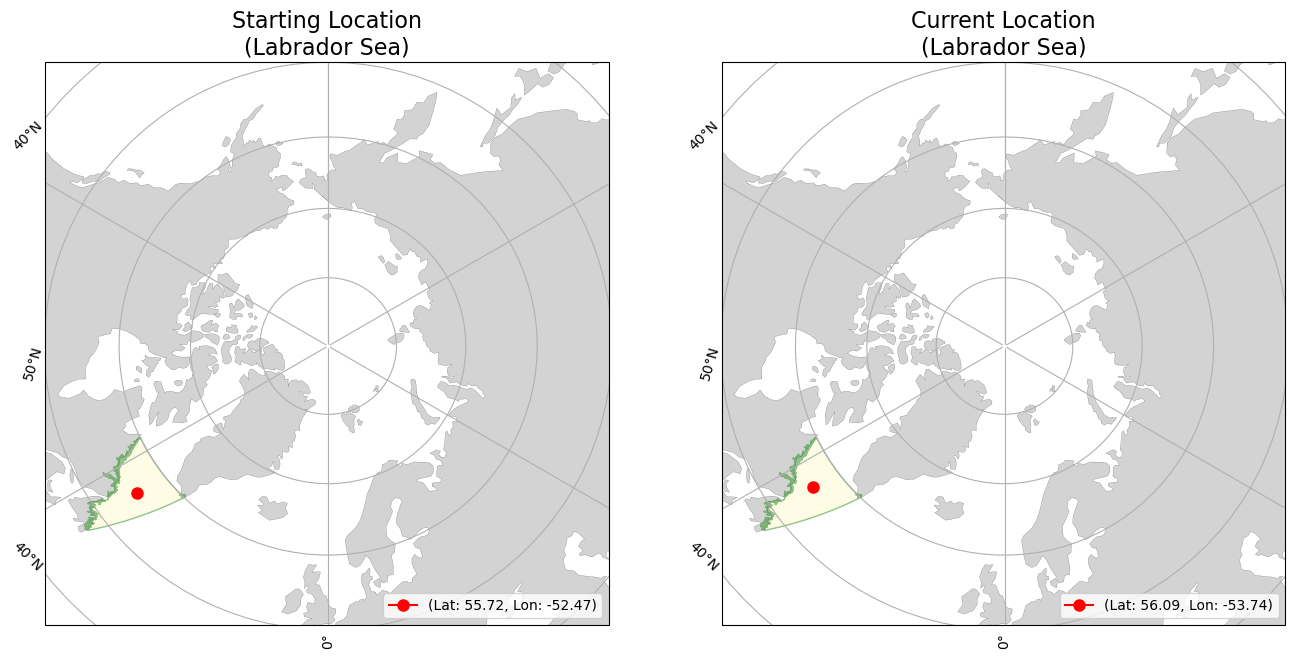 Starting Location
(Labrador Sea)
40°N
50°N
40°N
0°
(Lat: 55.72, Lon: -52.47)
Current Location
(Labrador Sea)
40°N
50°N
40°N
0°
(Lat: 56.09, Lon: -53.74)